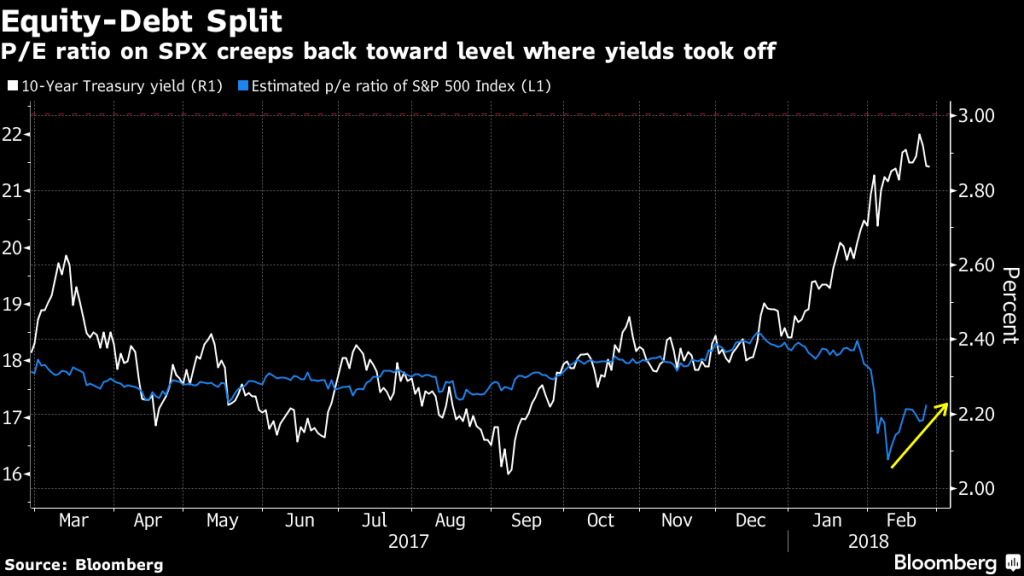 Equity-Debt Split
P/E ratio on SPX creeps back toward level where yields took off
10-Year Treasury yield (R1) Estimated p/e ratio of S&P 500 Index (L1)
22
21
20
19
18
17
16
3.00
2.80
2.60
2.40
2.20
2.00
Percent
Mar Apr May Jun Jul Aug Sep Oct Nov Dec Jan Feb
2017 2018
Source: Bloomberg
Bloomberg